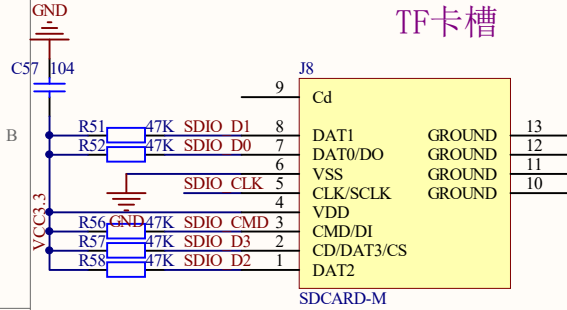 GND
TF卡槽
C57 104
J8
9 Cd
B
R51 47K SDIO_D1 8 DAT1 GROUND 13
R52 47K SDIO_D0 7 DAT0/DO GROUND 12
6 VSS GROUND 11
SDIO_CLK 5 CLK/SCLK GROUND 10
4 VDD
GND
VCC3.3
R56 47K SDIO_CMD 3 CMD/DI
R57 47K SDIO_D3 2 CD/DAT3/CS
R58 47K SDIO_D2 1 DAT2
SDCARD-M